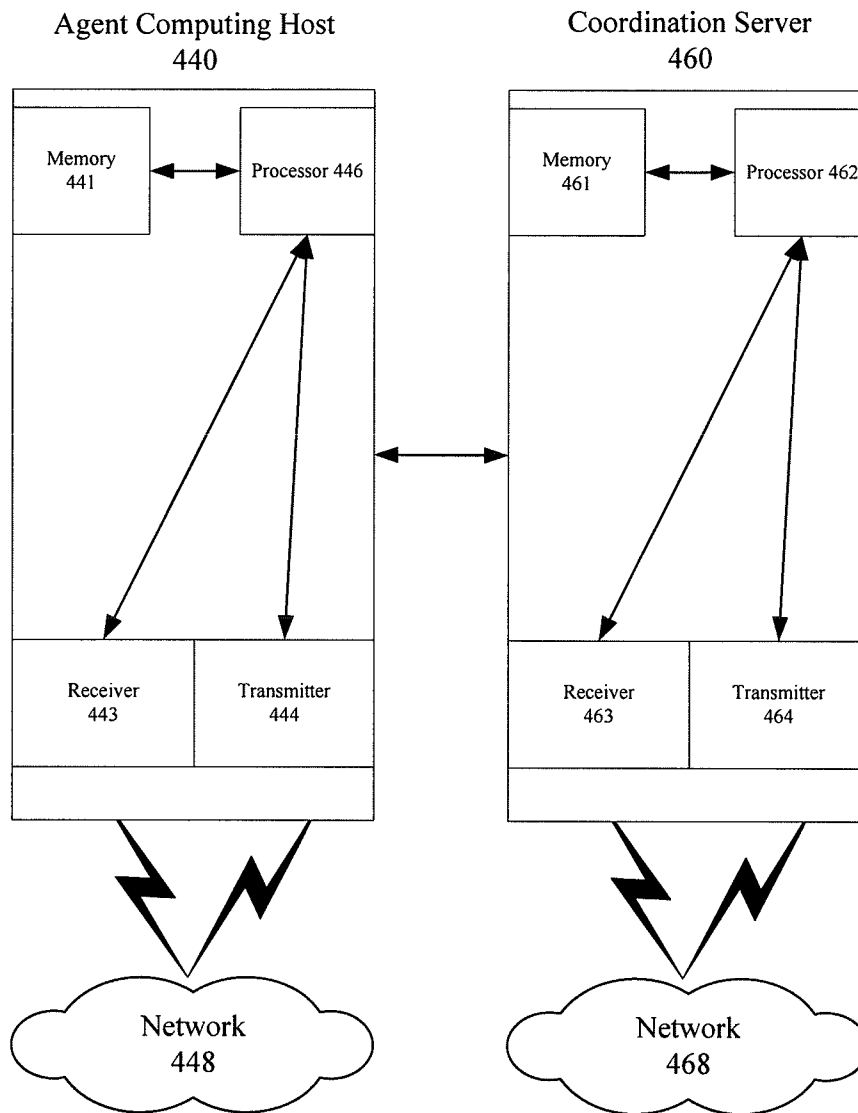 Agent Computing Host
440
Coordination Server
460
Memory
441
Processor 446
Memory
461
Processor 462
Receiver
443
Transmitter
444
Receiver
463
Transmitter
464
Network
448
Network
468